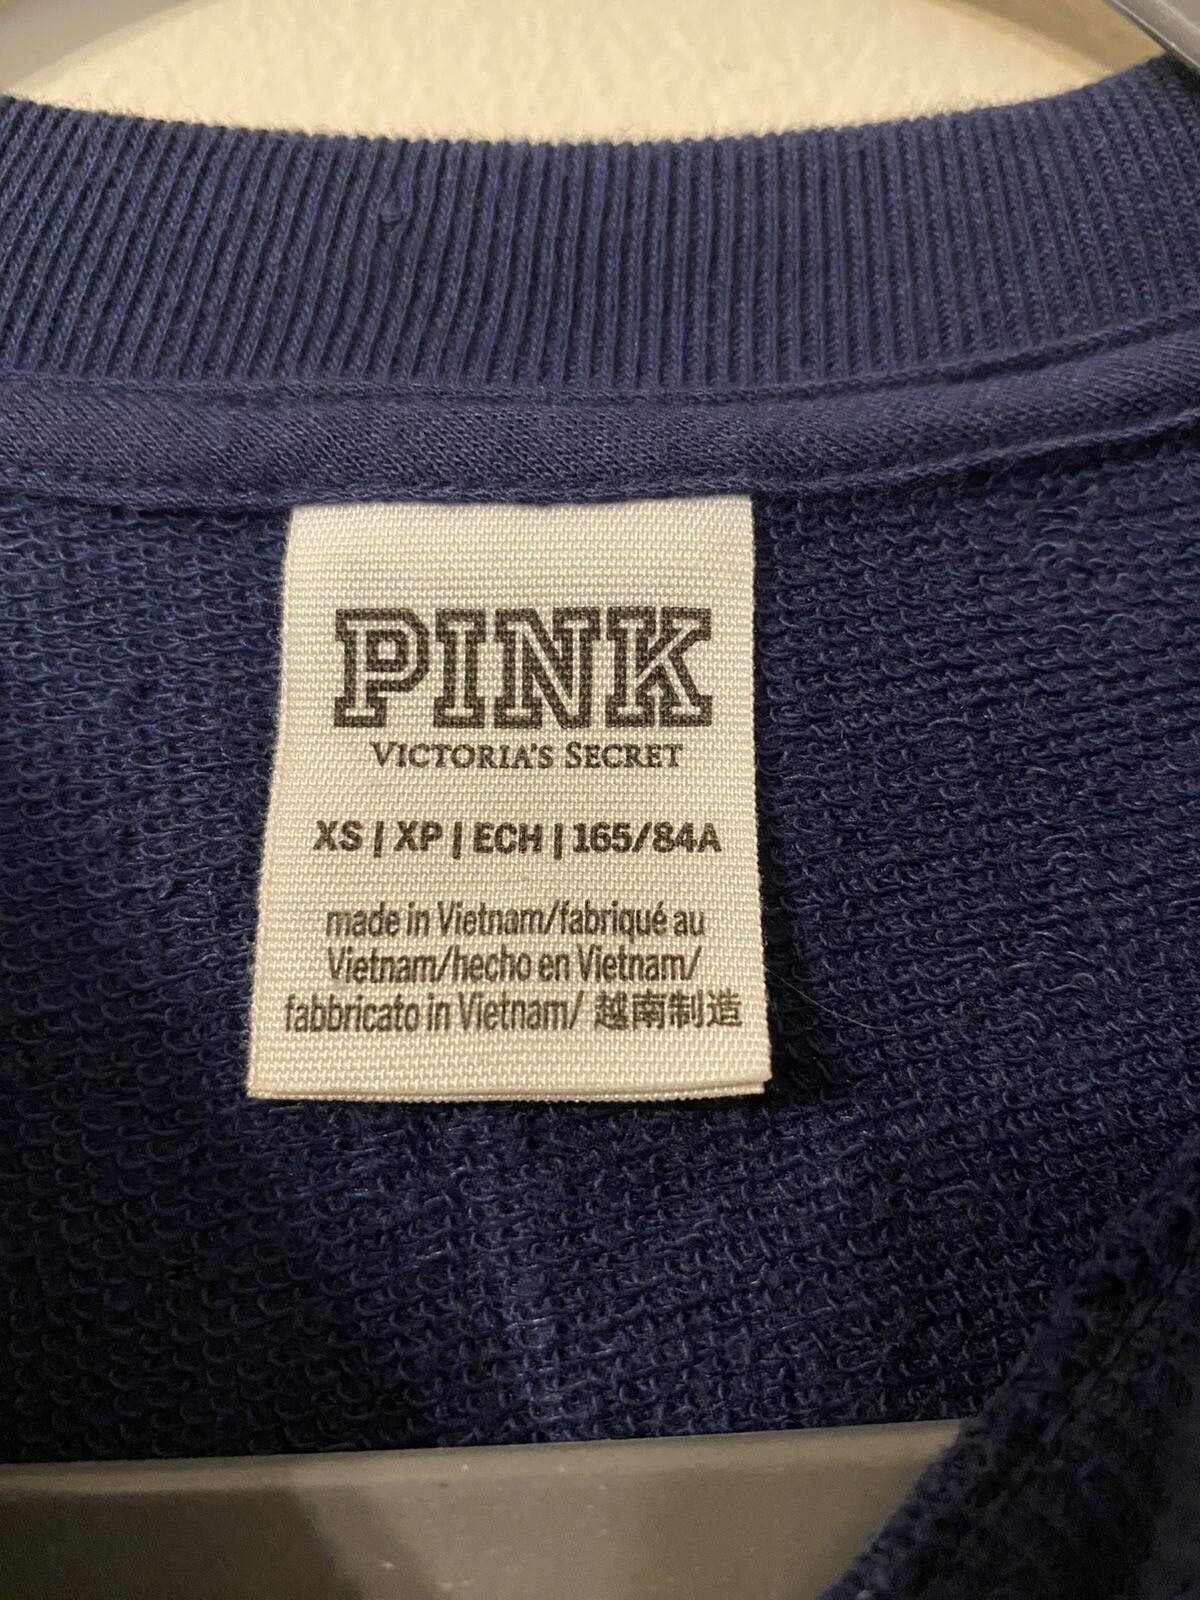 PINK
VICTORIA'S SECRET
XS | XP | ECH | 165/84A
made in Vietnam/fabriqué au
Vietnam/hecho en Vietnam/
fabbricato in Vietnam/ 越南制造